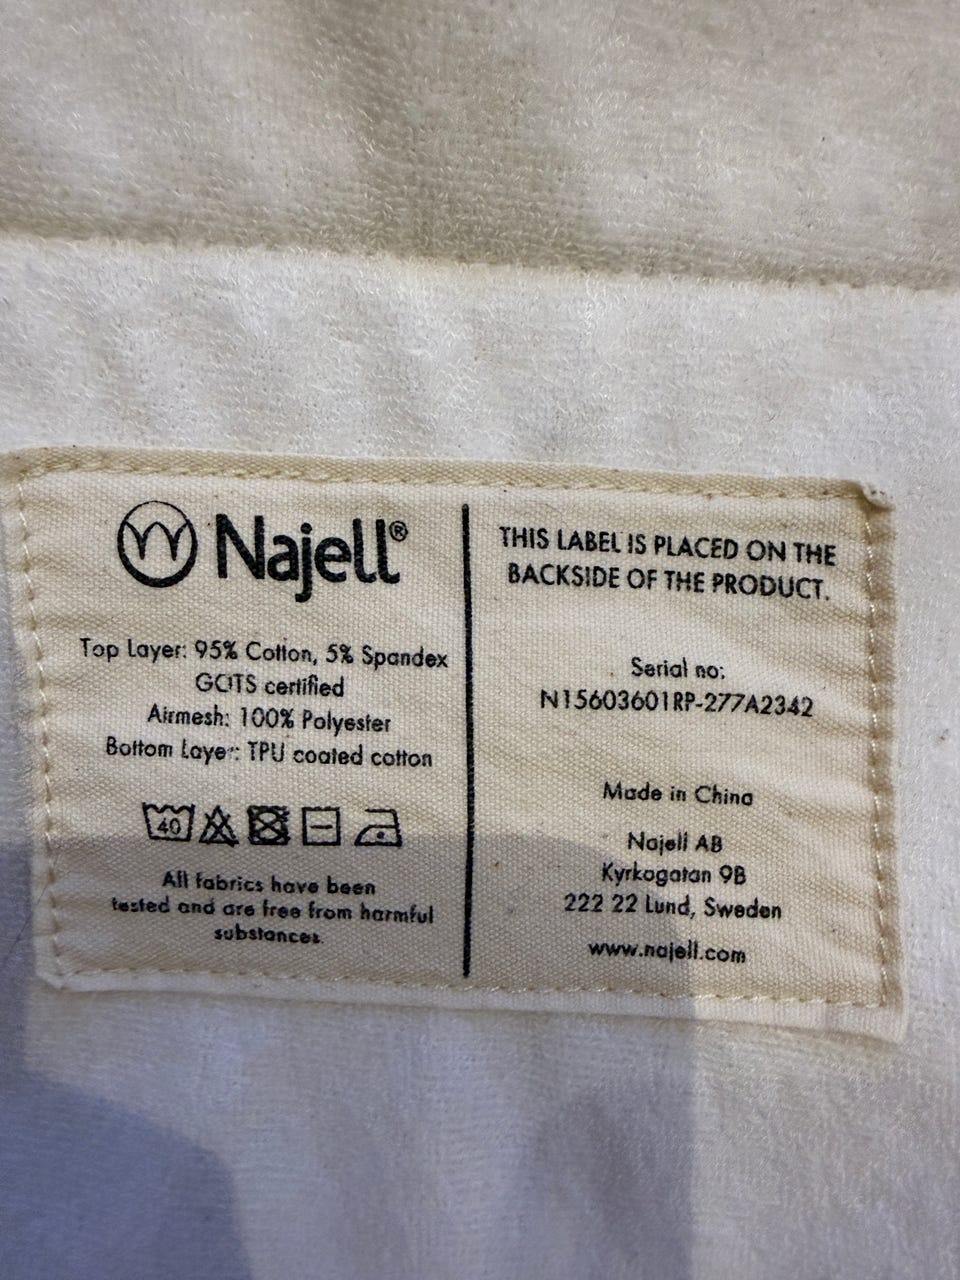 Najell®
Top Layer: 95% Cotton, 5% Spandex
GOTS certified
Airmesh: 100% Polyester
Bottom Layer: TPU coated cotton
40
All fabrics have been
tested and are free from harmful
substances.
THIS LABEL IS PLACED ON THE
BACKSIDE OF THE PRODUCT.
Serial no:
N15603601RP-277A2342
Made in China
Najell AB
Kyrkogatan 9B
222 22 Lund, Sweden
www.najell.com